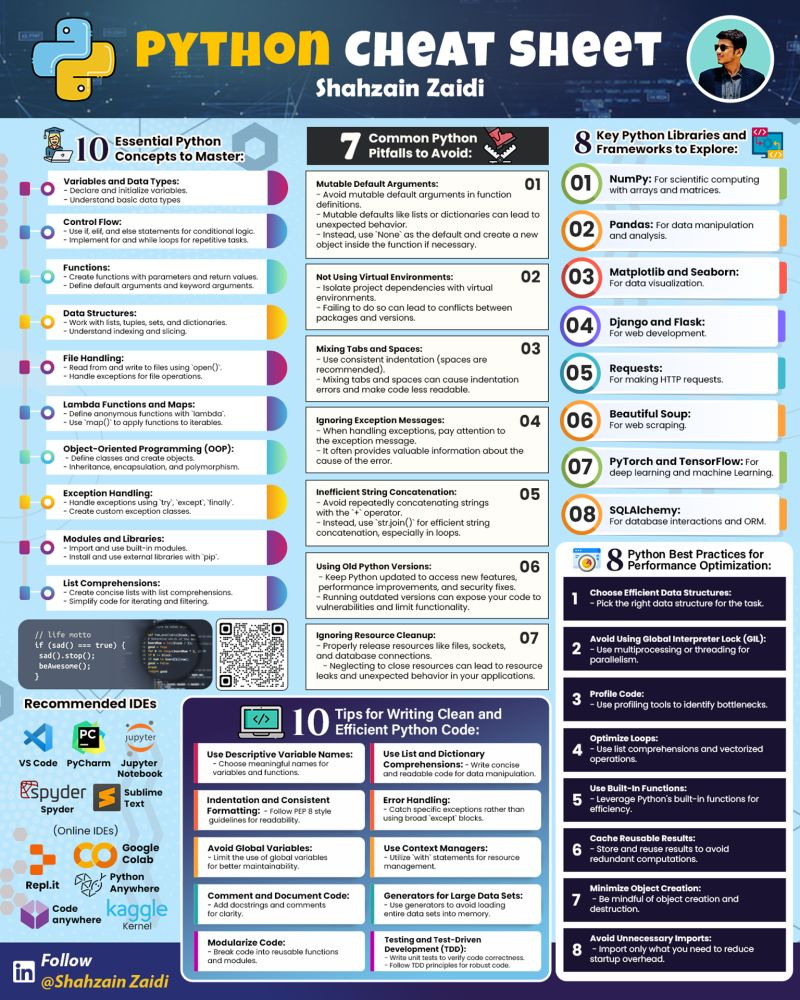 PYTHON CHEAT SHEET
Shahzain Zaidi
10 Essential Python
Concepts to Master:
Variables and Data Types:
- Declare and initialize variables.
- Understand basic data types
Control Flow:
- Use if, elif, and else statements for conditional logic.
- Implement for and while loops for repetitive tasks.
Functions:
- Create functions with parameters and return values.
- Define default arguments and keyword arguments.
Data Structures:
- Work with lists, tuples, sets, and dictionaries.
- Understand indexing and slicing.
File Handling:
- Read from and write to files using `open()`.
- Handle exceptions for file operations.
Lambda Functions and Maps:
- Define anonymous functions with `lambda`.
- Use `map()` to apply functions to iterables.
Object-Oriented Programming (OOP):
- Define classes and create objects.
- Inheritance, encapsulation, and polymorphism.
Exception Handling:
- Handle exceptions using `try`, `except`, `finally`.
- Create custom exception classes.
Modules and Libraries:
- Import and use built-in modules.
- Install and use external libraries with `pip`.
List Comprehensions:
- Create concise lists with list comprehensions.
- Simplify code for iterating and filtering.
// life motto
if (sad() === true) {
sad().stop();
beAwesome();
}
Recommended IDEs
VS Code
PC
PyCharm
jupyter
Jupyter
Notebook
spyder
Spyder
Sublime
Text
(Online IDEs)
Repl.it
Google
Colab
Python
Anywhere
Code
anywhere
kaggle
Kernel
in
Follow
@Shahzain Zaidi
7 Common Python
Pitfalls to Avoid:
Mutable Default Arguments:
01
- Avoid mutable default arguments in function
definitions.
- Mutable defaults like lists or dictionaries can lead to
unexpected behavior.
- Instead, use `None` as the default and create a new
object inside the function if necessary.
Not Using Virtual Environments:
02
- Isolate project dependencies with virtual
environments.
- Failing to do so can lead to conflicts between
packages and versions.
Mixing Tabs and Spaces:
03
- Use consistent indentation (spaces are
recommended).
- Mixing tabs and spaces can cause indentation
errors and make code less readable.
Ignoring Exception Messages:
04
- When handling exceptions, pay attention to
the exception message.
- It often provides valuable information about the
cause of the error.
Inefficient String Concatenation:
05
- Avoid repeatedly concatenating strings
with the `+` operator.
- Instead, use `str.join()` for efficient string
concatenation, especially in loops.
Using Old Python Versions:
06
- Keep Python updated to access new features,
performance improvements, and security fixes.
- Running outdated versions can expose your code to
vulnerabilities and limit functionality.
Ignoring Resource Cleanup:
07
- Properly release resources like files, sockets,
and database connections.
- Neglecting to close resources can lead to resource
leaks and unexpected behavior in your applications.
10 Tips for Writing Clean and
Efficient Python Code:
Use Descriptive Variable Names:
- Choose meaningful names for
variables and functions.
Use List and Dictionary
Comprehensions: - Write concise
and readable code for data manipulation.
Indentation and Consistent
Formatting: - Follow PEP 8 style
guidelines for readability.
Error Handling:
- Catch specific exceptions rather than
using broad `except` blocks.
Avoid Global Variables:
- Limit the use of global variables
for better maintainability.
Use Context Managers:
- Utilize `with` statements for resource
management.
Comment and Document Code:
- Add docstrings and comments
for clarity.
Generators for Large Data Sets:
- Use generators to avoid loading
entire data sets into memory.
Modularize Code:
- Break code into reusable functions
and modules.
Testing and Test-Driven
Development (TDD):
- Write unit tests to verify code correctness.
- Follow TDD principles for robust code.
8 Key Python Libraries and
Frameworks to Explore:
01 NumPy: For scientific computing
with arrays and matrices.
02 Pandas: For data manipulation
and analysis.
03 Matplotlib and Seaborn:
For data visualization.
04 Django and Flask:
For web development.
05 Requests:
For making HTTP requests.
06 Beautiful Soup:
For web scraping.
07 PyTorch and TensorFlow: For
deep learning and machine Learning.
08 SQLAlchemy:
For database interactions and ORM.
8 Python Best Practices for
Performance Optimization:
1 Choose Efficient Data Structures:
- Pick the right data structure for the task.
2 Avoid Using Global Interpreter Lock (GIL):
- Use multiprocessing or threading for
parallelism.
3 Profile Code:
- Use profiling tools to identify bottlenecks.
4 Optimize Loops:
- Use list comprehensions and vectorized
operations.
5 Use Built-In Functions:
- Leverage Python's built-in functions for
efficiency.
6 Cache Reusable Results:
- Store and reuse results to avoid
redundant computations.
7 Minimize Object Creation:
- Be mindful of object creation and
destruction.
8 Avoid Unnecessary Imports:
- Import only what you need to reduce
startup overhead.